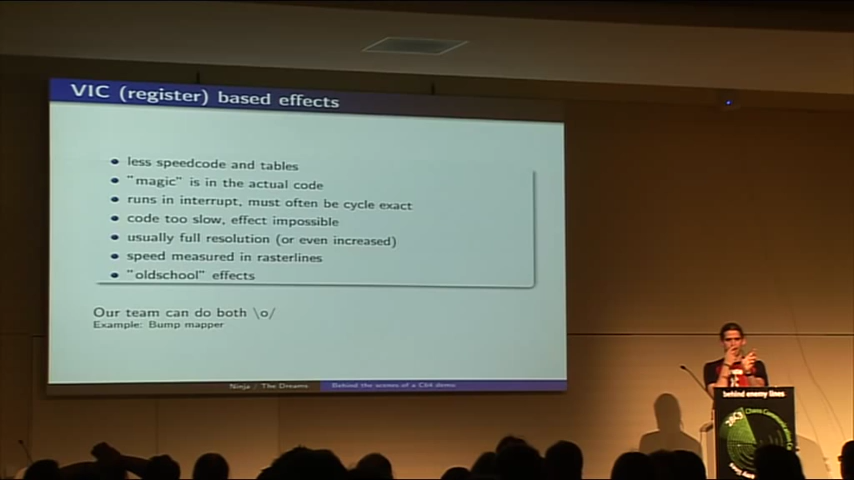 VIC (register) based effects
less speedcode and tables
"magic" is in the actual code
runs in interrupt, must often be cycle exact
code too slow, effect impossible
usually full resolution (or even increased)
speed measured in rasterlines
"oldschool" effects
Our team can do both \o/
Example: Bump mapper
Ninja / The Dreams
Behind the scenes of a C64 demo
behind enemy lines